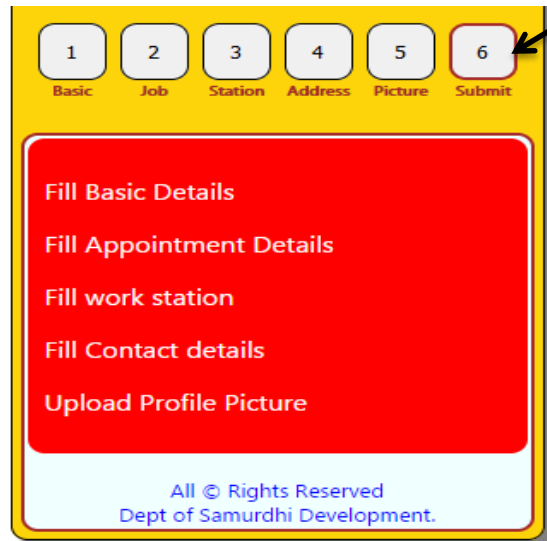 1 2 3 4 5 6
Basic Job Station Address Picture Submit
Fill Basic Details
Fill Appointment Details
Fill work station
Fill Contact details
Upload Profile Picture
All © Rights Reserved
Dept of Samurdhi Development.